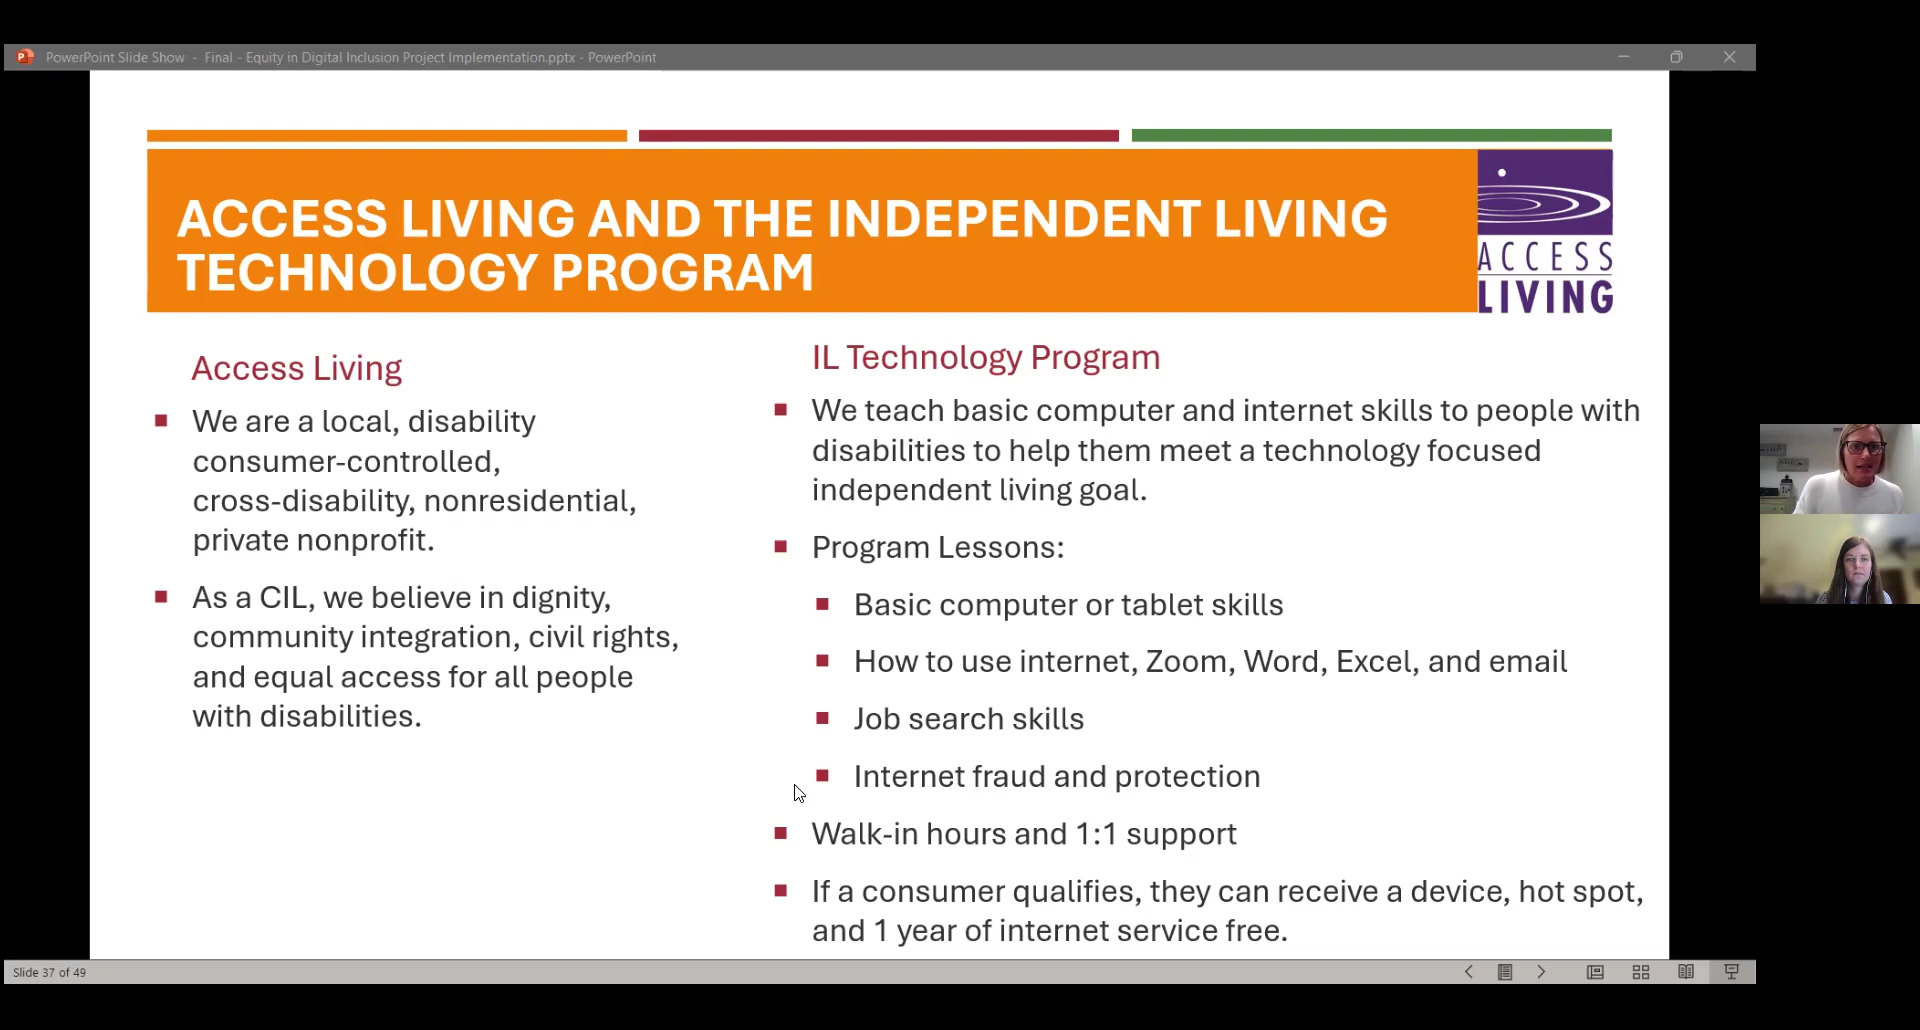 PowerPoint Slide Show - Final - Equity in Digital Inclusion Project Implementation.pptx - PowerPoint
ACCESS LIVING AND THE INDEPENDENT LIVING
TECHNOLOGY PROGRAM
ACCESS
LIVING
Access Living
We are a local, disability
consumer-controlled,
cross-disability, nonresidential,
private nonprofit.
As a CIL, we believe in dignity,
community integration, civil rights,
and equal access for all people
with disabilities.
IL Technology Program
We teach basic computer and internet skills to people with
disabilities to help them meet a technology focused
independent living goal.
Program Lessons:
Basic computer or tablet skills
How to use internet, Zoom, Word, Excel, and email
Job search skills
Internet fraud and protection
Walk-in hours and 1:1 support
If a consumer qualifies, they can receive a device, hot spot,
and 1 year of internet service free.
Slide 37 of 49